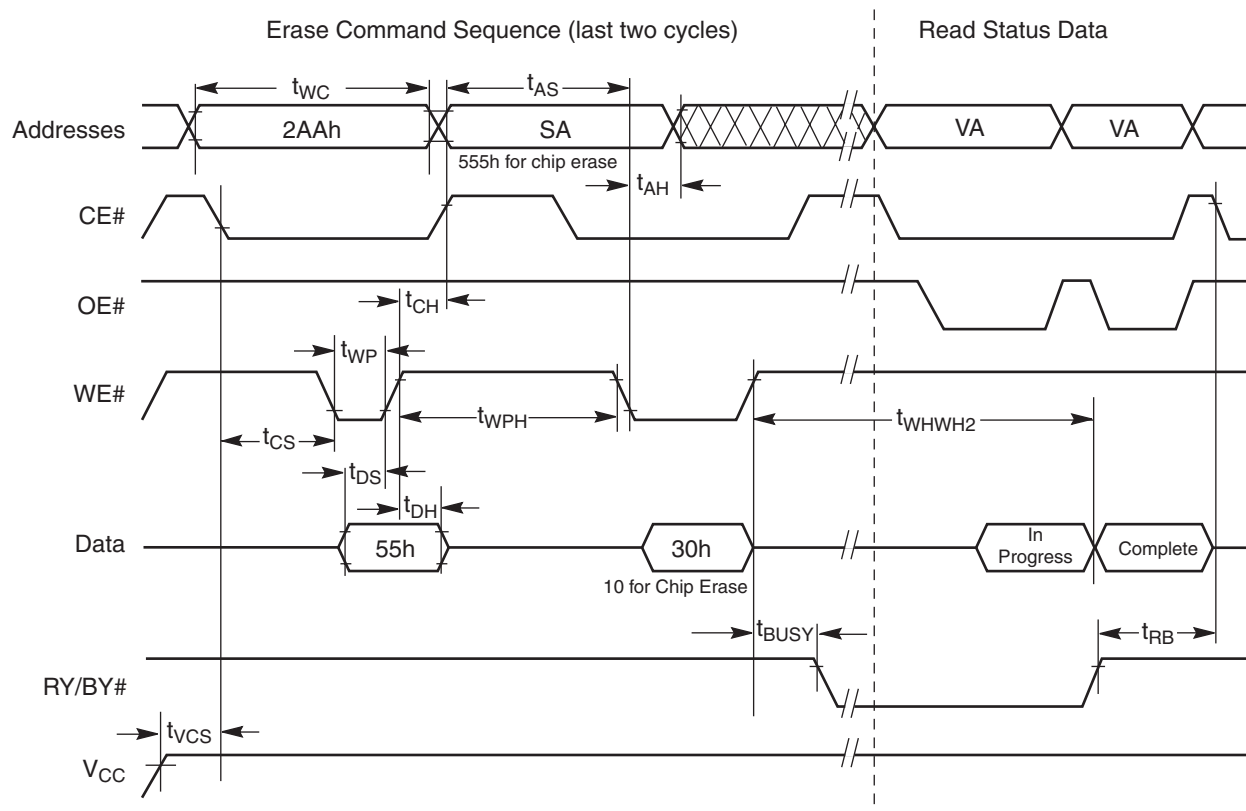 Erase Command Sequence (last two cycles)
Read Status Data
tWC
tAS
Addresses
2AAh
SA
VA
VA
555h for chip erase
tAH
CE#
OE#
tCH
tWP
WE#
tWPH
tWHWH2
tCS
tDS
tDH
Data
55h
30h
In
Progress
Complete
10 for Chip Erase
tBUSY
tRB
RY/BY#
tVCS
VCC